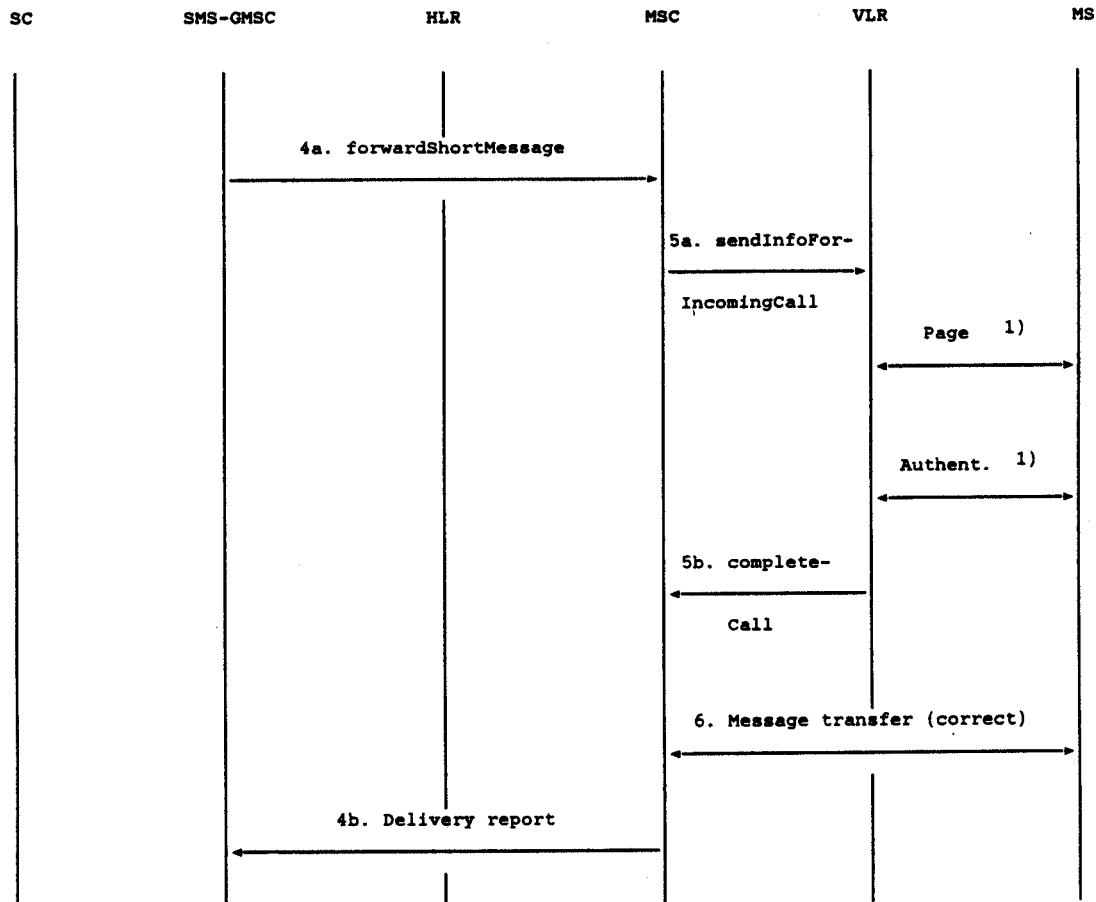 SC SMS-GMSC HLR MSC VLR MS
4a. forwardShortMessage
5a. sendInfoFor-
IncomingCall
Page 1)
Authent. 1)
5b. complete-
Call
6. Message transfer (correct)
4b. Delivery report